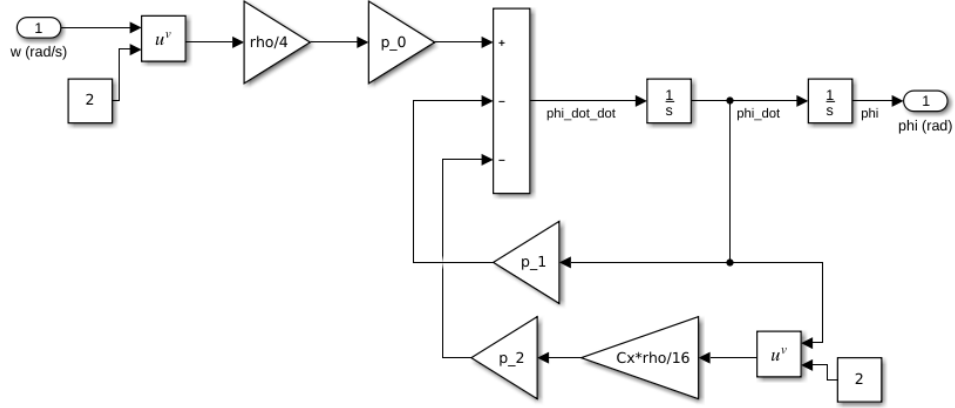 1
w (rad/s)
u^v
2
rho/4
p_0
+
−
−
phi_dot_dot
1
s
phi_dot
1
s
phi
1
phi (rad)
p_1
p_2
Cx*rho/16
u^v
2